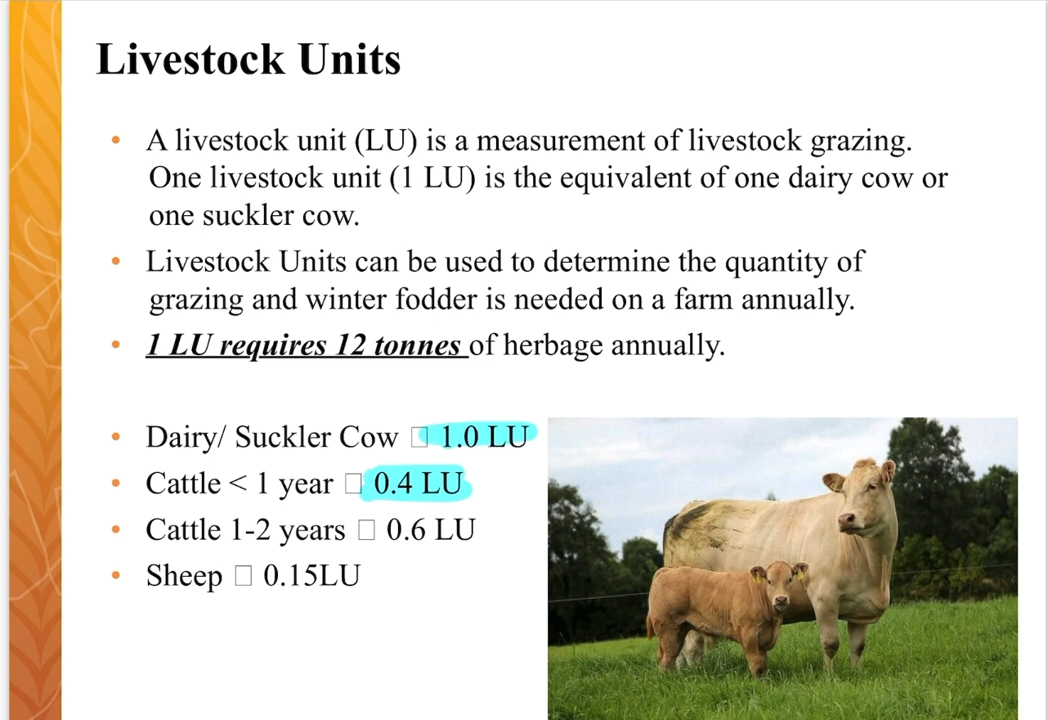 Livestock Units
• A livestock unit (LU) is a measurement of livestock grazing.
One livestock unit (1 LU) is the equivalent of one dairy cow or
one suckler cow.
• Livestock Units can be used to determine the quantity of
grazing and winter fodder is needed on a farm annually.
• 1 LU requires 12 tonnes of herbage annually.
• Dairy/ Suckler Cow □ 1.0 LU
• Cattle < 1 year □ 0.4 LU
• Cattle 1-2 years □ 0.6 LU
• Sheep □ 0.15LU